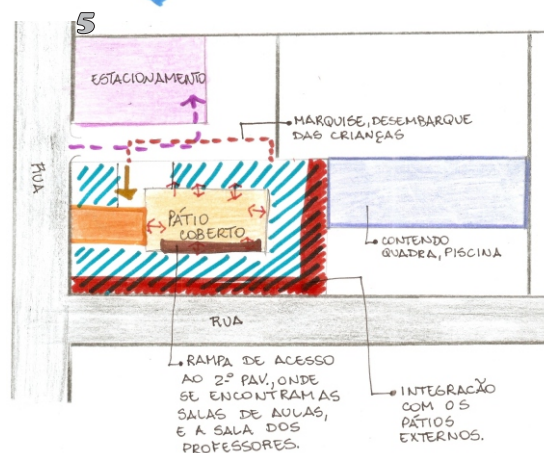 5
ESTACIONAMENTO
MARQUISE, DESEMBARQUE
DAS CRIANÇAS
RUA
PÁTIO
COBERTO
CONTENDO
QUADRA, PISCINA
RUA
RAMPA DE ACESSO
AO 2º PAV., ONDE
SE ENCONTRAM AS
SALAS DE AULAS,
E A SALA DOS
PROFESSORES.
INTEGRAÇÃO
COM OS
PÁTIOS
EXTERNOS.